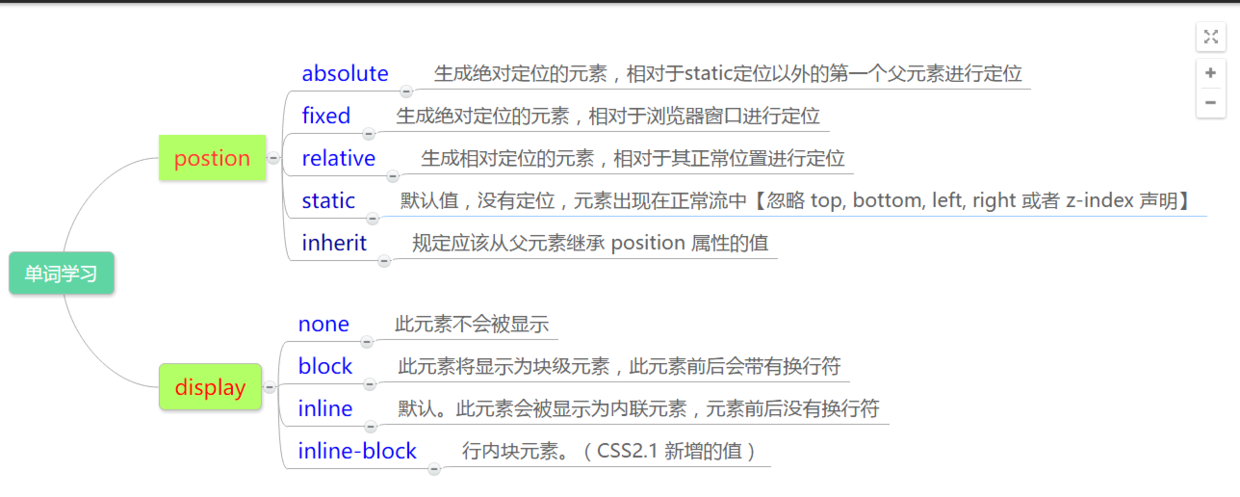 单词学习
postion
absolute 生成绝对定位的元素，相对于static定位以外的第一个父元素进行定位
fixed 生成绝对定位的元素，相对于浏览器窗口进行定位
relative 生成相对定位的元素，相对于其正常位置进行定位
static 默认值，没有定位，元素出现在正常流中【忽略 top, bottom, left, right 或者 z-index 声明】
inherit 规定应该从父元素继承 position 属性的值
display
none 此元素不会被显示
block 此元素将显示为块级元素，此元素前后会带有换行符
inline 默认。此元素会被显示为内联元素，元素前后没有换行符
inline-block 行内块元素。（CSS2.1 新增的值）